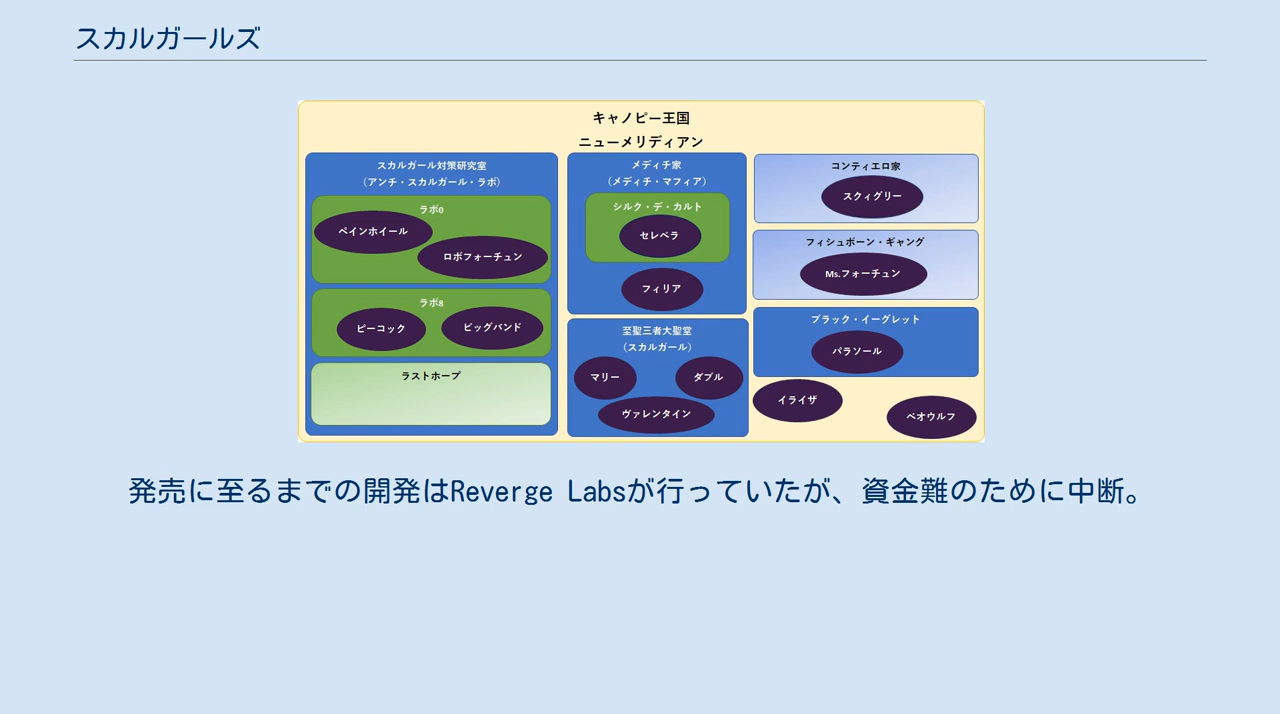 スカルガールズ
キャノピー王国
ニューメリディアン
スカルガール対策研究室
(アンチ・スカルガール・ラボ)
ラボ0
ペインホイール
ロボフォーチュン
ラボ8
ピーコック
ビッグバンド
ラストホープ
メディチ家
(メディチ・マフィア)
シルク・デ・カルト
セレベラ
フィリア
至聖三者大聖堂
(スカルガール)
マリー
ダブル
ヴァレンタイン
コンティエロ家
スクィグリー
フィシュボーン・ギャング
Ms.フォーチュン
ブラック・イーグレット
パラソール
イライザ
ベオウルフ
発売に至るまでの開発はReverge Labsが行っていたが、資金難のために中断。